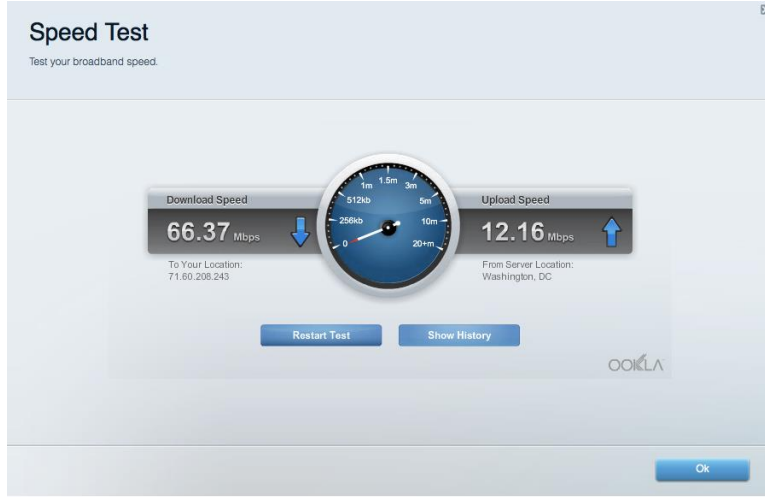 Speed Test
Test your broadband speed.
Download Speed
66.37 Mbps
To Your Location:
71.60.208.243
0
256kb
512kb
1m
1.5m
3m
5m
10m
20+m
Upload Speed
12.16 Mbps
From Server Location:
Washington, DC
Restart Test
Show History
OOKLA
Ok